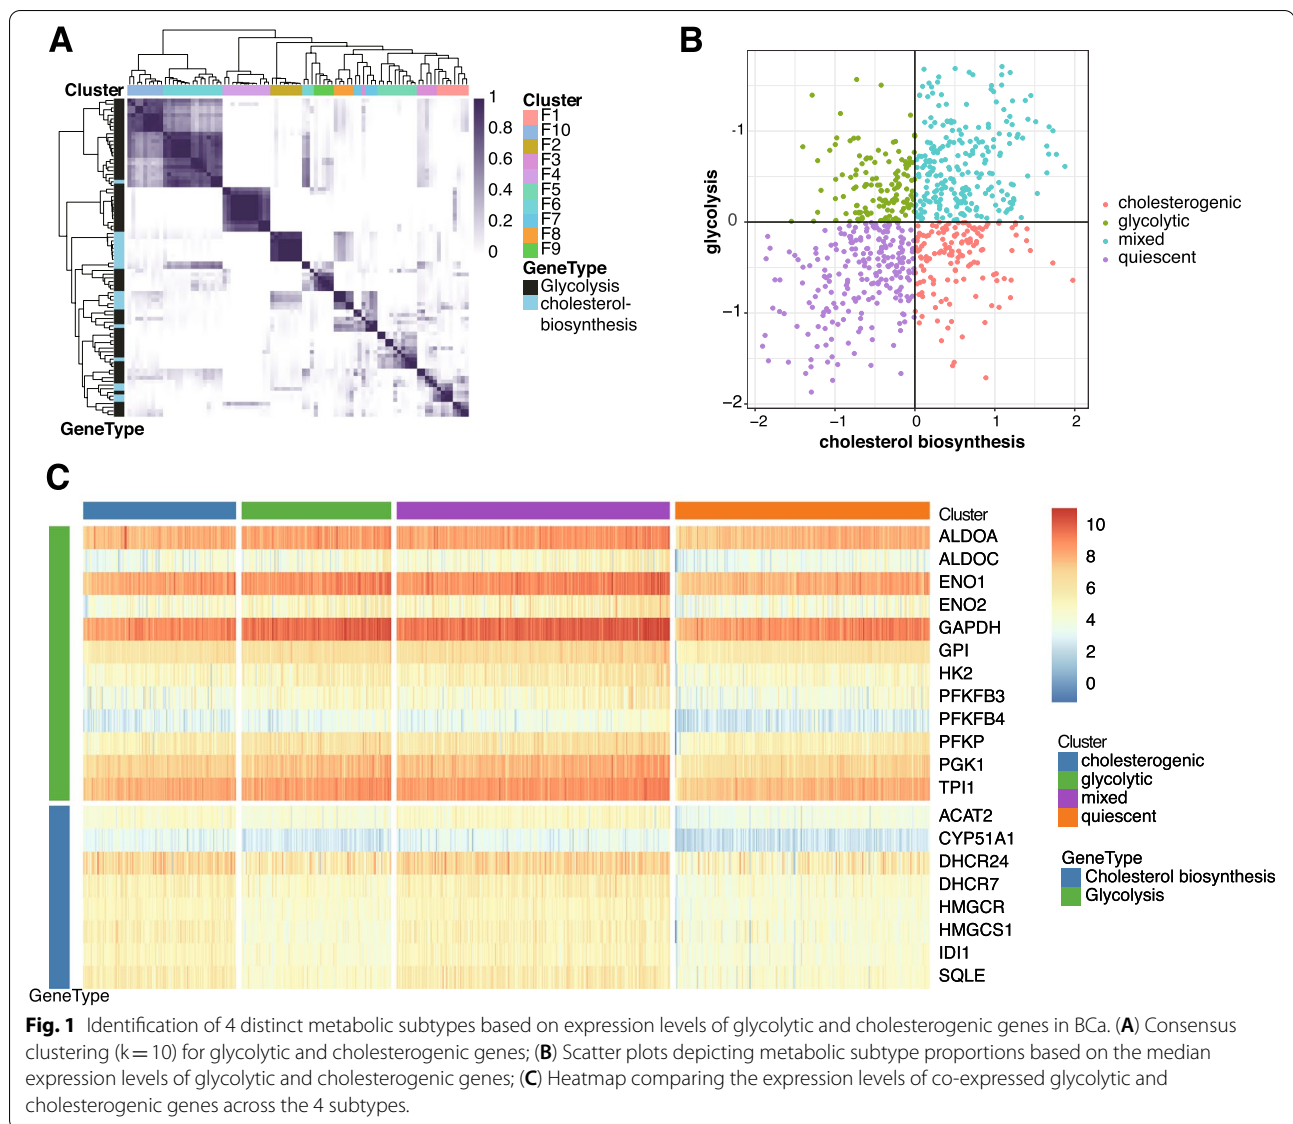 A
Cluster
GeneType
1
0.8
0.6
0.4
0.2
0
Cluster
F1
F10
F2
F3
F4
F5
F6
F7
F8
F9
GeneType
Glycolysis
cholesterol-
biosynthesis
B
glycolysis
-1
0
−1
−2
−2
−1
0
1
2
cholesterol biosynthesis
cholesterogenic
glycolytic
mixed
quiescent
C
Cluster
ALDOA
ALDOC
ENO1
ENO2
GAPDH
GPI
HK2
PFKFB3
PFKFB4
PFKP
PGK1
TPI1
ACAT2
CYP51A1
DHCR24
DHCR7
HMGCR
HMGCS1
IDI1
SQLE
GeneType
10
8
6
4
2
0
Cluster
cholesterogenic
glycolytic
mixed
quiescent
GeneType
Cholesterol biosynthesis
Glycolysis
Fig. 1 Identification of 4 distinct metabolic subtypes based on expression levels of glycolytic and cholesterogenic genes in BCa. (A) Consensus
clustering (k = 10) for glycolytic and cholesterogenic genes; (B) Scatter plots depicting metabolic subtype proportions based on the median
expression levels of glycolytic and cholesterogenic genes; (C) Heatmap comparing the expression levels of co-expressed glycolytic and
cholesterogenic genes across the 4 subtypes.